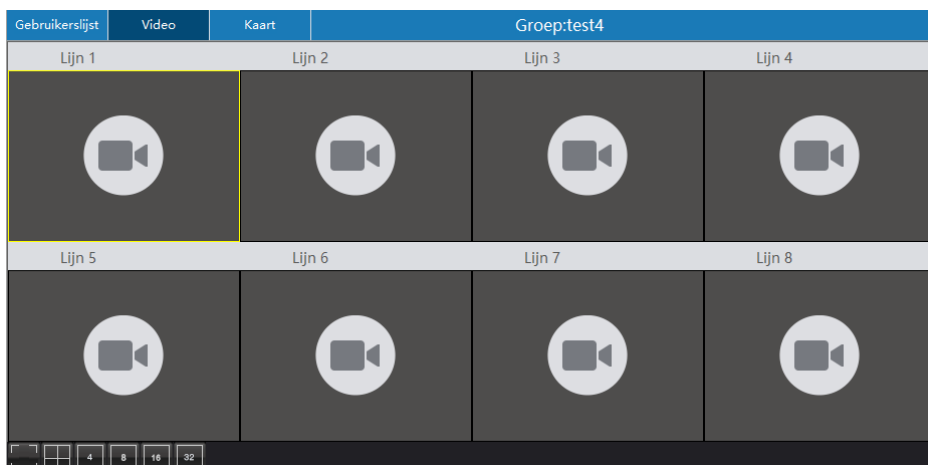 Gebruikerslijst Video Kaart Groep:test4
Lijn 1 Lijn 2 Lijn 3 Lijn 4
Lijn 5 Lijn 6 Lijn 7 Lijn 8
4 8 16 32